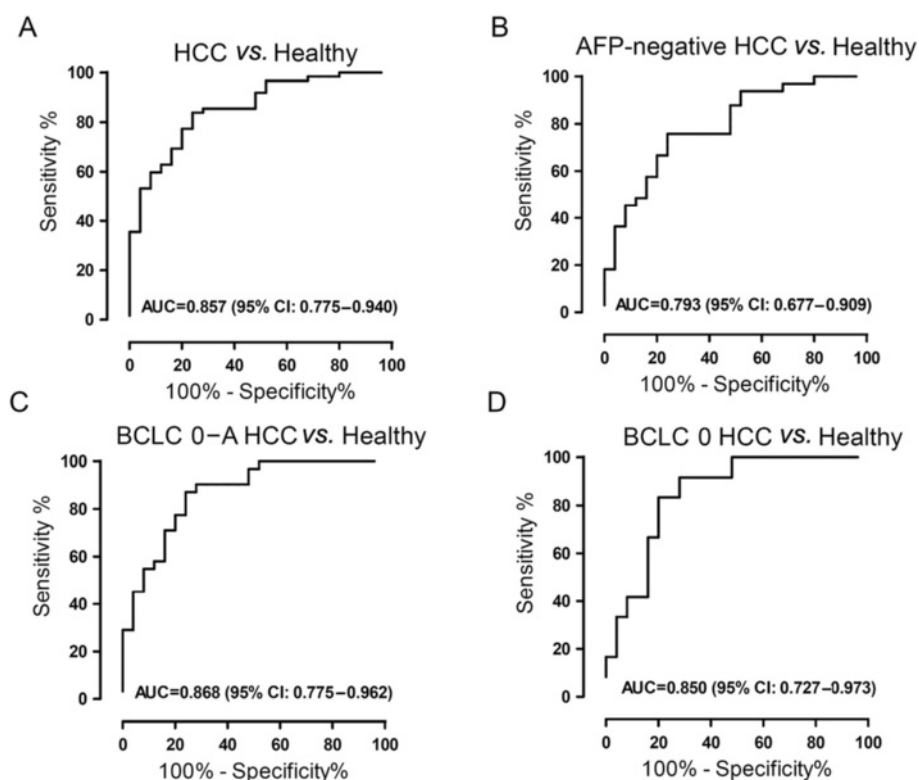 A
HCC vs. Healthy
Sensitivity %
100
80
60
40
20
0
AUC=0.857 (95% CI: 0.775–0.940)
0 20 40 60 80 100
100% - Specificity%
B
AFP-negative HCC vs. Healthy
Sensitivity %
100
80
60
40
20
0
AUC=0.793 (95% CI: 0.677–0.909)
0 20 40 60 80 100
100% - Specificity%
C
BCLC 0–A HCC vs. Healthy
Sensitivity %
100
80
60
40
20
0
AUC=0.868 (95% CI: 0.775–0.962)
0 20 40 60 80 100
100% - Specificity%
D
BCLC 0 HCC vs. Healthy
Sensitivity %
100
80
60
40
20
0
AUC=0.850 (95% CI: 0.727–0.973)
0 20 40 60 80 100
100% - Specificity%